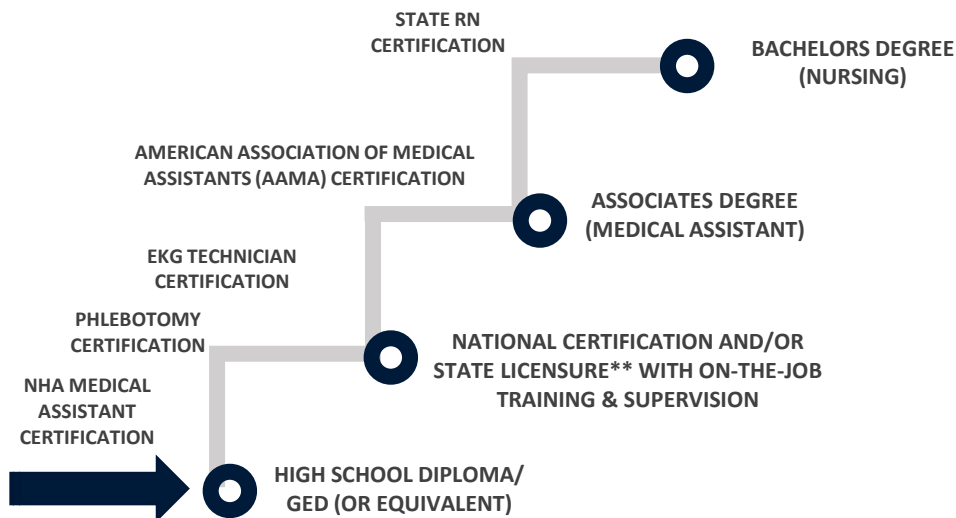 STATE RN
CERTIFICATION
BACHELORS DEGREE
(NURSING)
AMERICAN ASSOCIATION OF MEDICAL
ASSISTANTS (AAMA) CERTIFICATION
ASSOCIATES DEGREE
(MEDICAL ASSISTANT)
EKG TECHNICIAN
CERTIFICATION
PHLEBOTOMY
CERTIFICATION
NATIONAL CERTIFICATION AND/OR
STATE LICENSURE** WITH ON-THE-JOB
TRAINING & SUPERVISION
NHA MEDICAL
ASSISTANT
CERTIFICATION
HIGH SCHOOL DIPLOMA/
GED (OR EQUIVALENT)